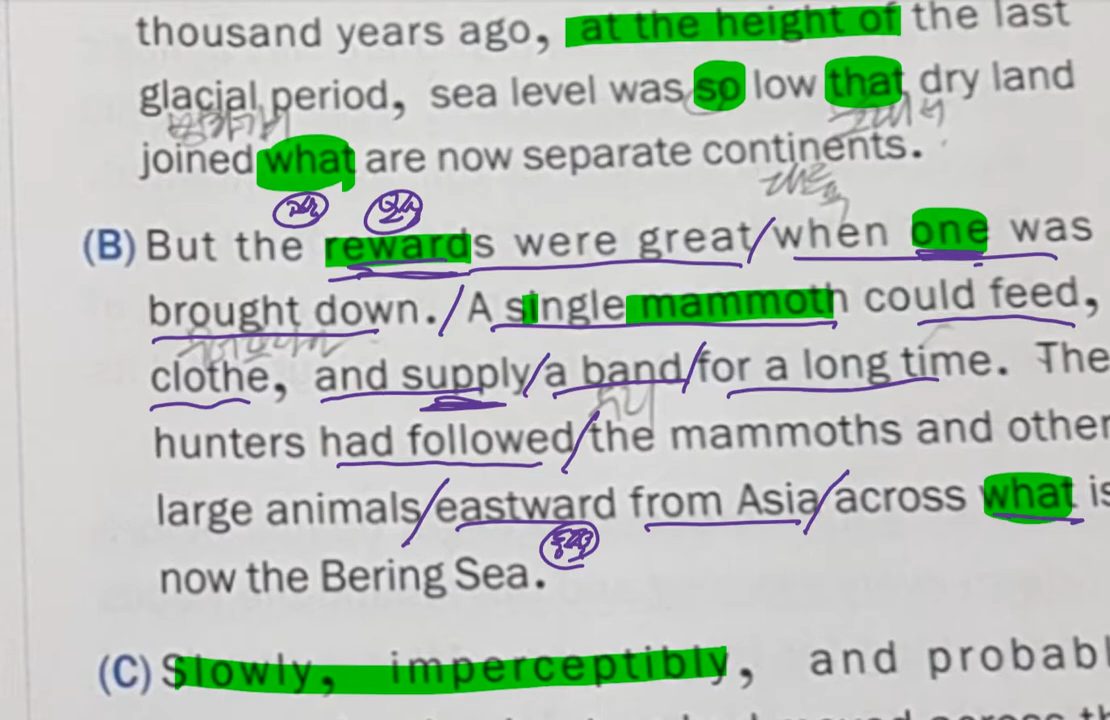 thousand years ago, at the height of the last
glacial period, sea level was so low that dry land
joined what are now separate continents.
(B) But the rewards were great when one was
brought down. A single mammoth could feed,
clothe, and supply a band for a long time. The
무리
hunters had followed the mammoths and other
large animals eastward from Asia across what is
now the Bering Sea.
(C) Slowly, imperceptibly, and probabl